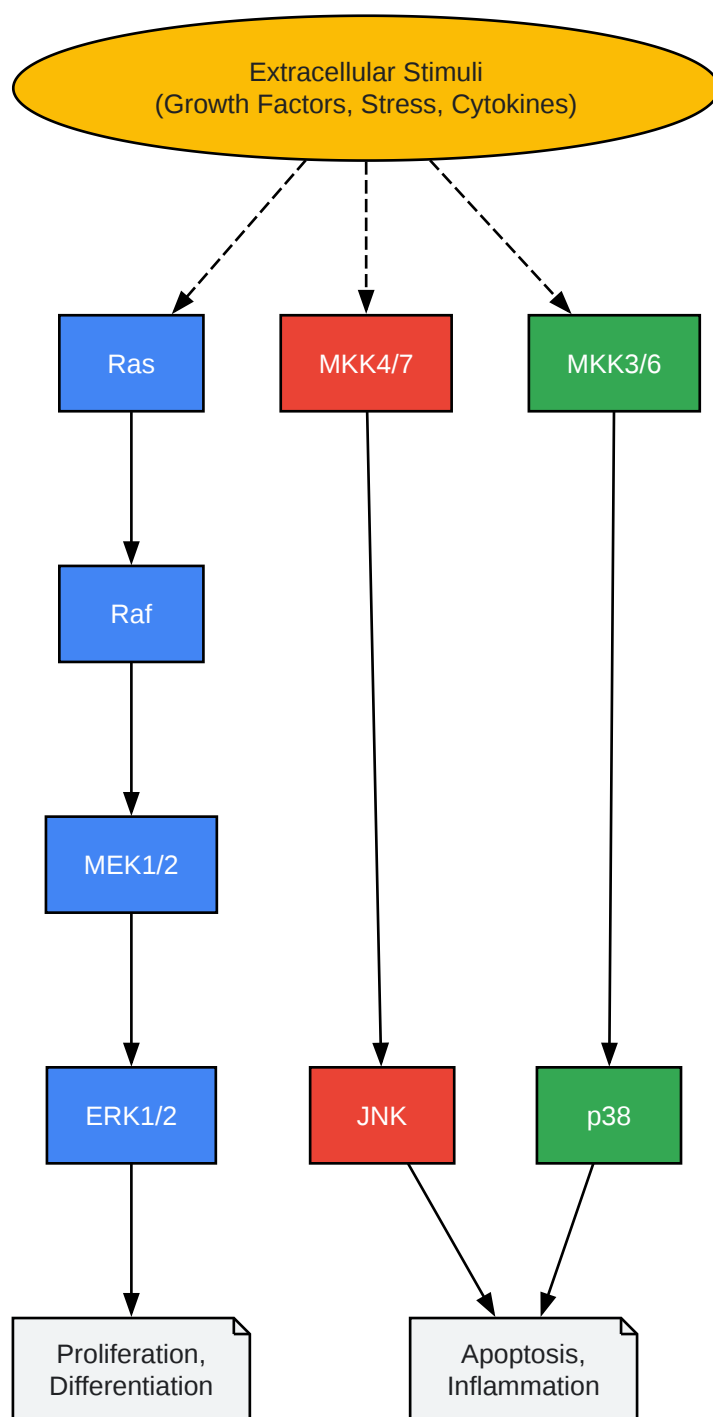 Extracellular Stimuli
(Growth Factors, Stress, Cytokines)
Ras
MKK4/7
MKK3/6
Raf
MEK1/2
ERK1/2
JNK
p38
Proliferation,
Differentiation
Apoptosis,
Inflammation